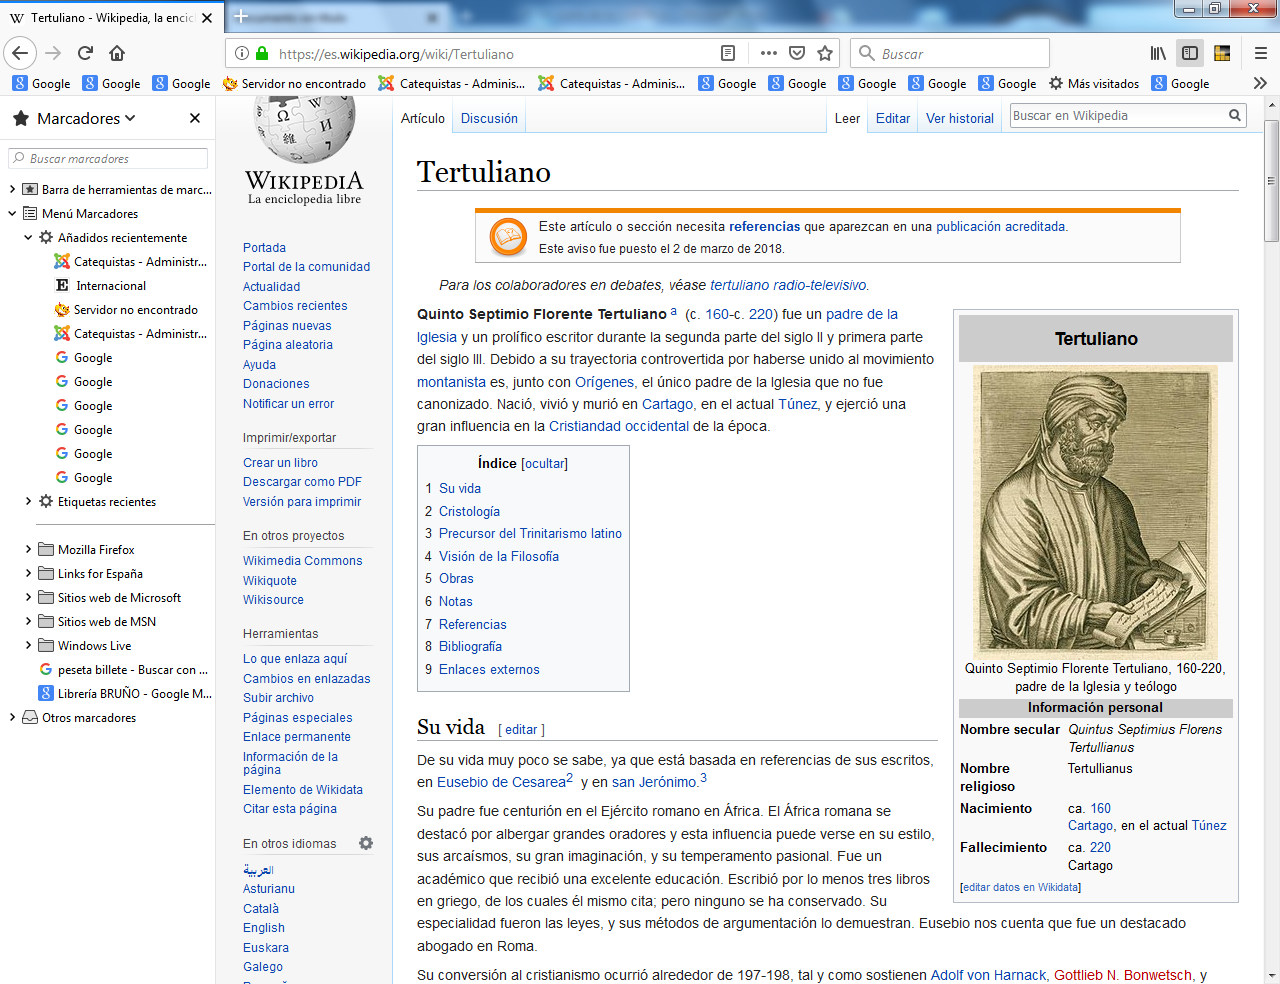 Tertuliano - Wikipedia, la encic
https://es.wikipedia.org/wiki/Tertuliano
Buscar
Google
Google
Google
Servidor no encontrado
Catequistas - Adminis...
Catequistas - Adminis...
Google
Google
Google
Google
Google
Más visitados
Google
Marcadores
Buscar marcadores
Barra de herramientas de marc...
Menú Marcadores
Añadidos recientemente
Catequistas - Administr...
Internacional
Servidor no encontrado
Catequistas - Administr...
Google
Google
Google
Google
Google
Google
Etiquetas recientes
Mozilla Firefox
Links for España
Sitios web de Microsoft
Sitios web de MSN
Windows Live
peseta billete - Buscar con ...
Librería BRUÑO - Google M...
Otros marcadores
WIKIPEDIA
La enciclopedia libre
Portada
Portal de la comunidad
Actualidad
Cambios recientes
Páginas nuevas
Página aleatoria
Ayuda
Donaciones
Notificar un error
Imprimir/exportar
Crear un libro
Descargar como PDF
Versión para imprimir
En otros proyectos
Wikimedia Commons
Wikiquote
Wikisource
Herramientas
Lo que enlaza aquí
Cambios en enlazadas
Subir archivo
Páginas especiales
Enlace permanente
Información de la
página
Elemento de Wikidata
Citar esta página
En otros idiomas
العربية
Asturianu
Català
English
Euskara
Galego
Artículo
Discusión
Leer
Editar
Ver historial
Buscar en Wikipedia
Tertuliano
Este artículo o sección necesita referencias que aparezcan en una publicación acreditada.
Este aviso fue puesto el 2 de marzo de 2018.
Para los colaboradores en debates, véase tertuliano radio-televisivo.
Quinto Septimio Florente Tertuliano a (c. 160-c. 220) fue un padre de la
Iglesia y un prolífico escritor durante la segunda parte del siglo II y primera parte
del siglo III. Debido a su trayectoria controvertida por haberse unido al movimiento
montanista es, junto con Orígenes, el único padre de la Iglesia que no fue
canonizado. Nació, vivió y murió en Cartago, en el actual Túnez, y ejerció una
gran influencia en la Cristiandad occidental de la época.
Índice [ocultar]
1 Su vida
2 Cristología
3 Precursor del Trinitarismo latino
4 Visión de la Filosofía
5 Obras
6 Notas
7 Referencias
8 Bibliografía
9 Enlaces externos
Su vida [ editar ]
De su vida muy poco se sabe, ya que está basada en referencias de sus escritos,
en Eusebio de Cesarea2 y en san Jerónimo.3
Su padre fue centurión en el Ejército romano en África. El África romana se
destacó por albergar grandes oradores y esta influencia puede verse en su estilo,
sus arcaísmos, su gran imaginación, y su temperamento pasional. Fue un
académico que recibió una excelente educación. Escribió por lo menos tres libros
en griego, de los cuales él mismo cita; pero ninguno se ha conservado. Su
especialidad fueron las leyes, y sus métodos de argumentación lo demuestran. Eusebio nos cuenta que fue un destacado
abogado en Roma.
Su conversión al cristianismo ocurrió alrededor de 197-198, tal y como sostienen Adolf von Harnack, Gottlieb N. Bonwetsch, y
Tertuliano
Quinto Septimio Florente Tertuliano, 160-220,
padre de la Iglesia y teólogo
Información personal
Nombre secular Quintus Septimius Florens
Tertullianus
Nombre Tertullianus
religioso
Nacimiento ca. 160
Cartago, en el actual Túnez
Fallecimiento ca. 220
Cartago
[editar datos en Wikidata]